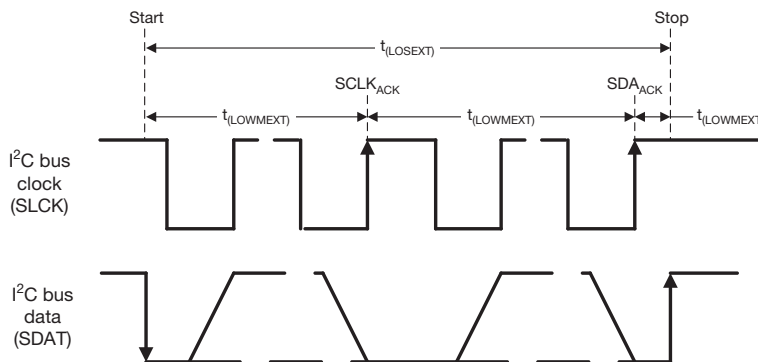 Start
Stop
t(LOSEXT)
SCLKACK
SDAACK
t(LOWMEXT)
t(LOWMEXT)
t(LOWMEXT)
I2C bus
clock
(SLCK)
I2C bus
data
(SDAT)